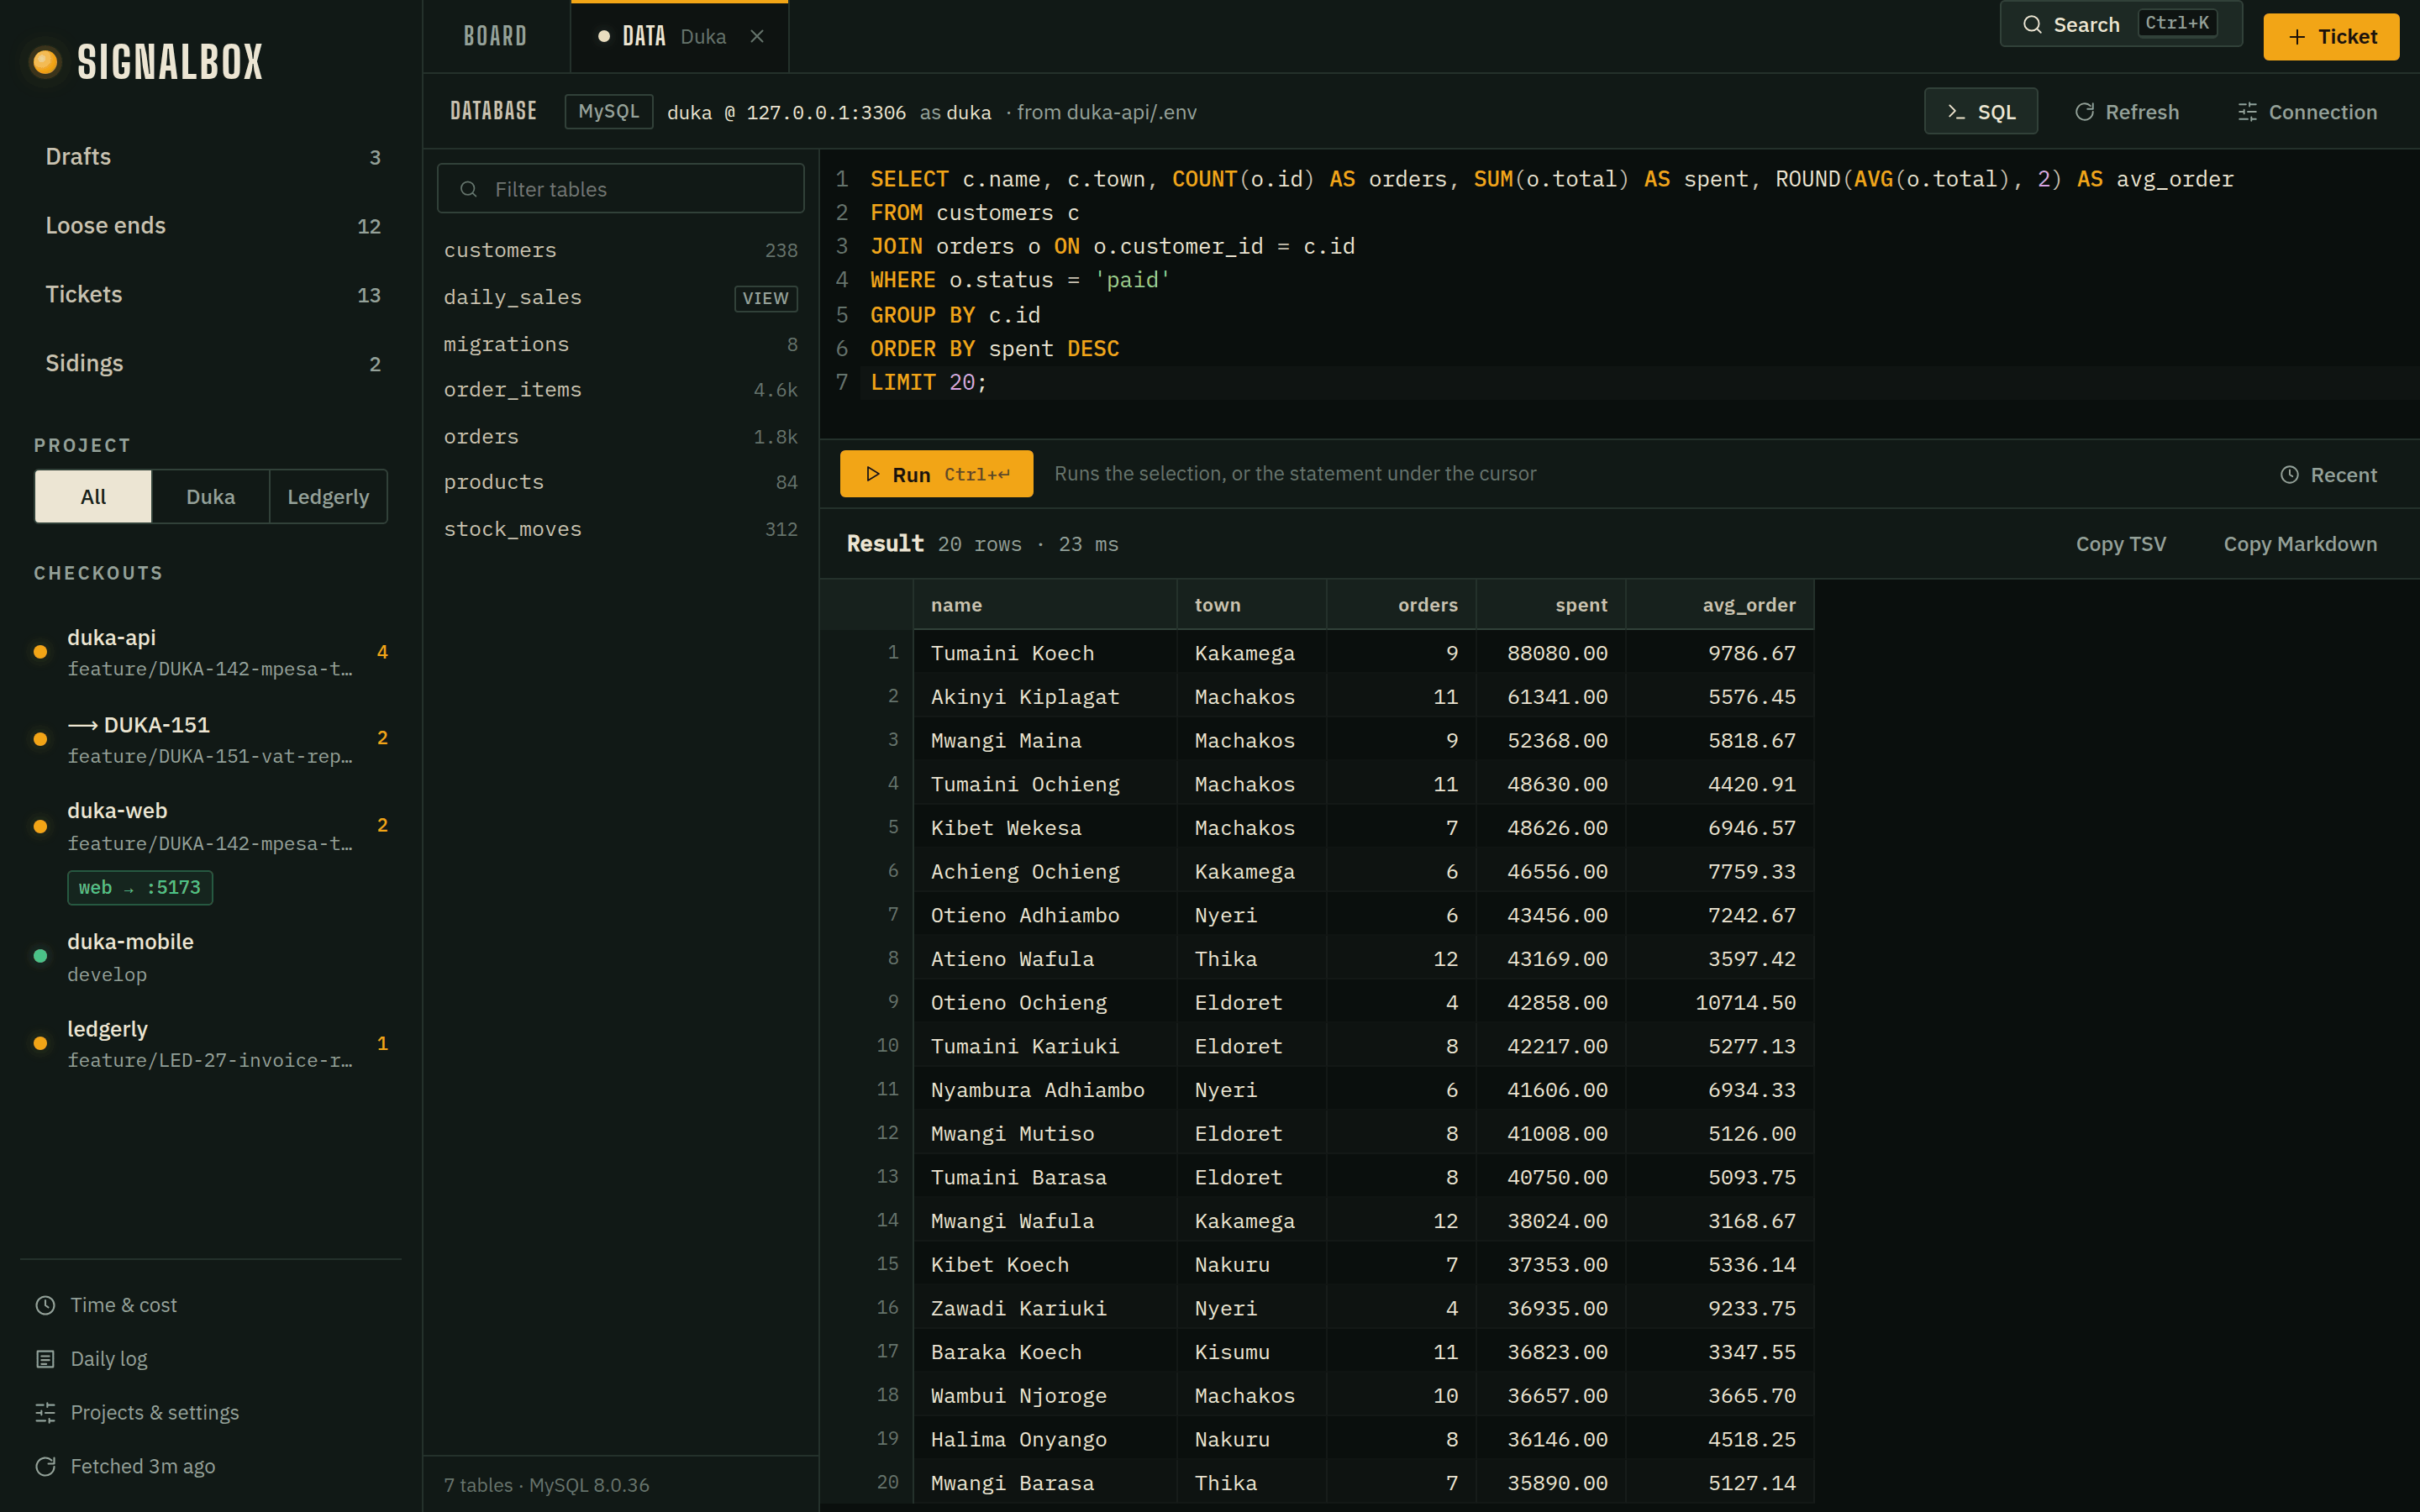 SIGNALBOX
Drafts 3
Loose ends 12
Tickets 13
Sidings 2
PROJECT
All Duka Ledgerly
CHECKOUTS
duka-api 4
feature/DUKA-142-mpesa-t…
⟶ DUKA-151 2
feature/DUKA-151-vat-rep…
duka-web 2
feature/DUKA-142-mpesa-t…
web → :5173
duka-mobile
develop
ledgerly 1
feature/LED-27-invoice-r…
Time & cost
Daily log
Projects & settings
Fetched 3m ago
BOARD DATA Duka ×
Search Ctrl+K + Ticket
DATABASE MySQL duka @ 127.0.0.1:3306 as duka · from duka-api/.env
SQL Refresh Connection
Filter tables
customers 238
daily_sales VIEW
migrations 8
order_items 4.6k
orders 1.8k
products 84
stock_moves 312
7 tables · MySQL 8.0.36
1 SELECT c.name, c.town, COUNT(o.id) AS orders, SUM(o.total) AS spent, ROUND(AVG(o.total), 2) AS avg_order
2 FROM customers c
3 JOIN orders o ON o.customer_id = c.id
4 WHERE o.status = 'paid'
5 GROUP BY c.id
6 ORDER BY spent DESC
7 LIMIT 20;
Run Ctrl+↵ Runs the selection, or the statement under the cursor Recent
Result 20 rows · 23 ms Copy TSV Copy Markdown
name town orders spent avg_order
1 Tumaini Koech Kakamega 9 88080.00 9786.67
2 Akinyi Kiplagat Machakos 11 61341.00 5576.45
3 Mwangi Maina Machakos 9 52368.00 5818.67
4 Tumaini Ochieng Machakos 11 48630.00 4420.91
5 Kibet Wekesa Machakos 7 48626.00 6946.57
6 Achieng Ochieng Kakamega 6 46556.00 7759.33
7 Otieno Adhiambo Nyeri 6 43456.00 7242.67
8 Atieno Wafula Thika 12 43169.00 3597.42
9 Otieno Ochieng Eldoret 4 42858.00 10714.50
10 Tumaini Kariuki Eldoret 8 42217.00 5277.13
11 Nyambura Adhiambo Nyeri 6 41606.00 6934.33
12 Mwangi Mutiso Eldoret 8 41008.00 5126.00
13 Tumaini Barasa Eldoret 8 40750.00 5093.75
14 Mwangi Wafula Kakamega 12 38024.00 3168.67
15 Kibet Koech Nakuru 7 37353.00 5336.14
16 Zawadi Kariuki Nyeri 4 36935.00 9233.75
17 Baraka Koech Kisumu 11 36823.00 3347.55
18 Wambui Njoroge Machakos 10 36657.00 3665.70
19 Halima Onyango Nakuru 8 36146.00 4518.25
20 Mwangi Barasa Thika 7 35890.00 5127.14